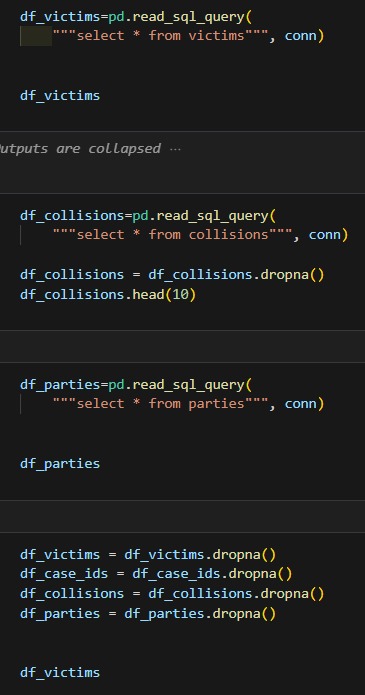 df_victims=pd.read_sql_query(
"""select * from victims""", conn)
df_victims
utputs are collapsed ...
df_collisions=pd.read_sql_query(
"""select * from collisions""", conn)
df_collisions = df_collisions.dropna()
df_collisions.head(10)
df_parties=pd.read_sql_query(
"""select * from parties""", conn)
df_parties
df_victims = df_victims.dropna()
df_case_ids = df_case_ids.dropna()
df_collisions = df_collisions.dropna()
df_parties = df_parties.dropna()
df_victims